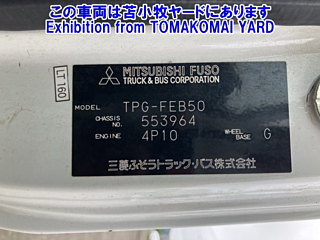 この車両は苫小牧ヤードにあります
Exhibition from TOMAKOMAI YARD
LT160
MITSUBISHI FUSO
TRUCK & BUS CORPORATION
MODEL TPG-FEB50
CHASSIS NO. 553964
ENGINE 4P10 WHEEL BASE G
三菱ふそうトラック・バス株式会社